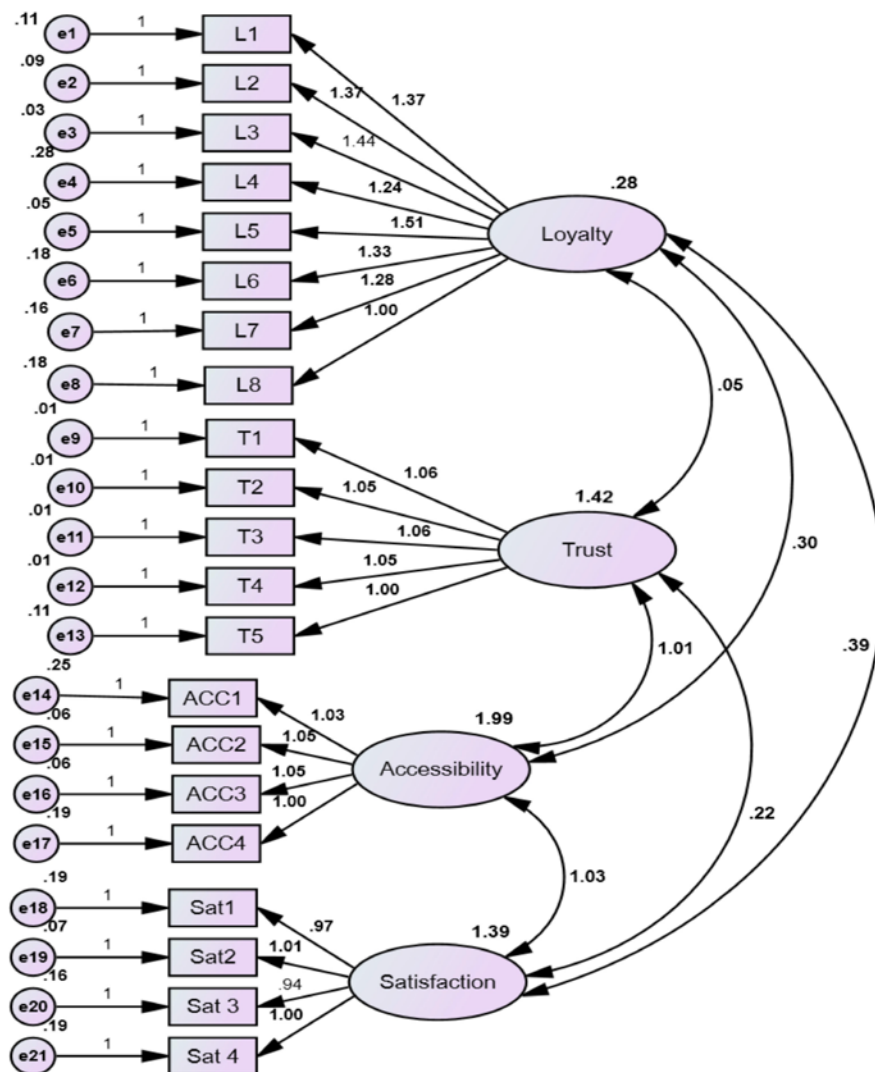 .11
e1
1
L1
.09
e2
1
L2
1.37
1.37
.03
e3
1
L3
1.44
.28
e4
1
L4
1.24
.28
.05
e5
1
L5
1.51
Loyalty
.18
e6
1
L6
1.33
.16
e7
1
L7
1.28
.18
e8
1
L8
1.00
.05
.01
e9
1
T1
1.06
.01
e10
1
T2
1.05
1.42
.01
e11
1
T3
1.06
Trust
.30
.01
e12
1
T4
1.05
.11
e13
1
T5
1.00
1.01
.39
.25
e14
1
ACC1
1.03
1.99
.06
e15
1
ACC2
1.05
Accessibility
.06
e16
1
ACC3
1.05
.22
.19
e17
1
ACC4
1.00
1.03
.19
e18
1
Sat1
.97
1.39
.07
e19
1
Sat2
1.01
Satisfaction
.16
e20
1
Sat 3
.94
.19
e21
1
Sat 4
1.00